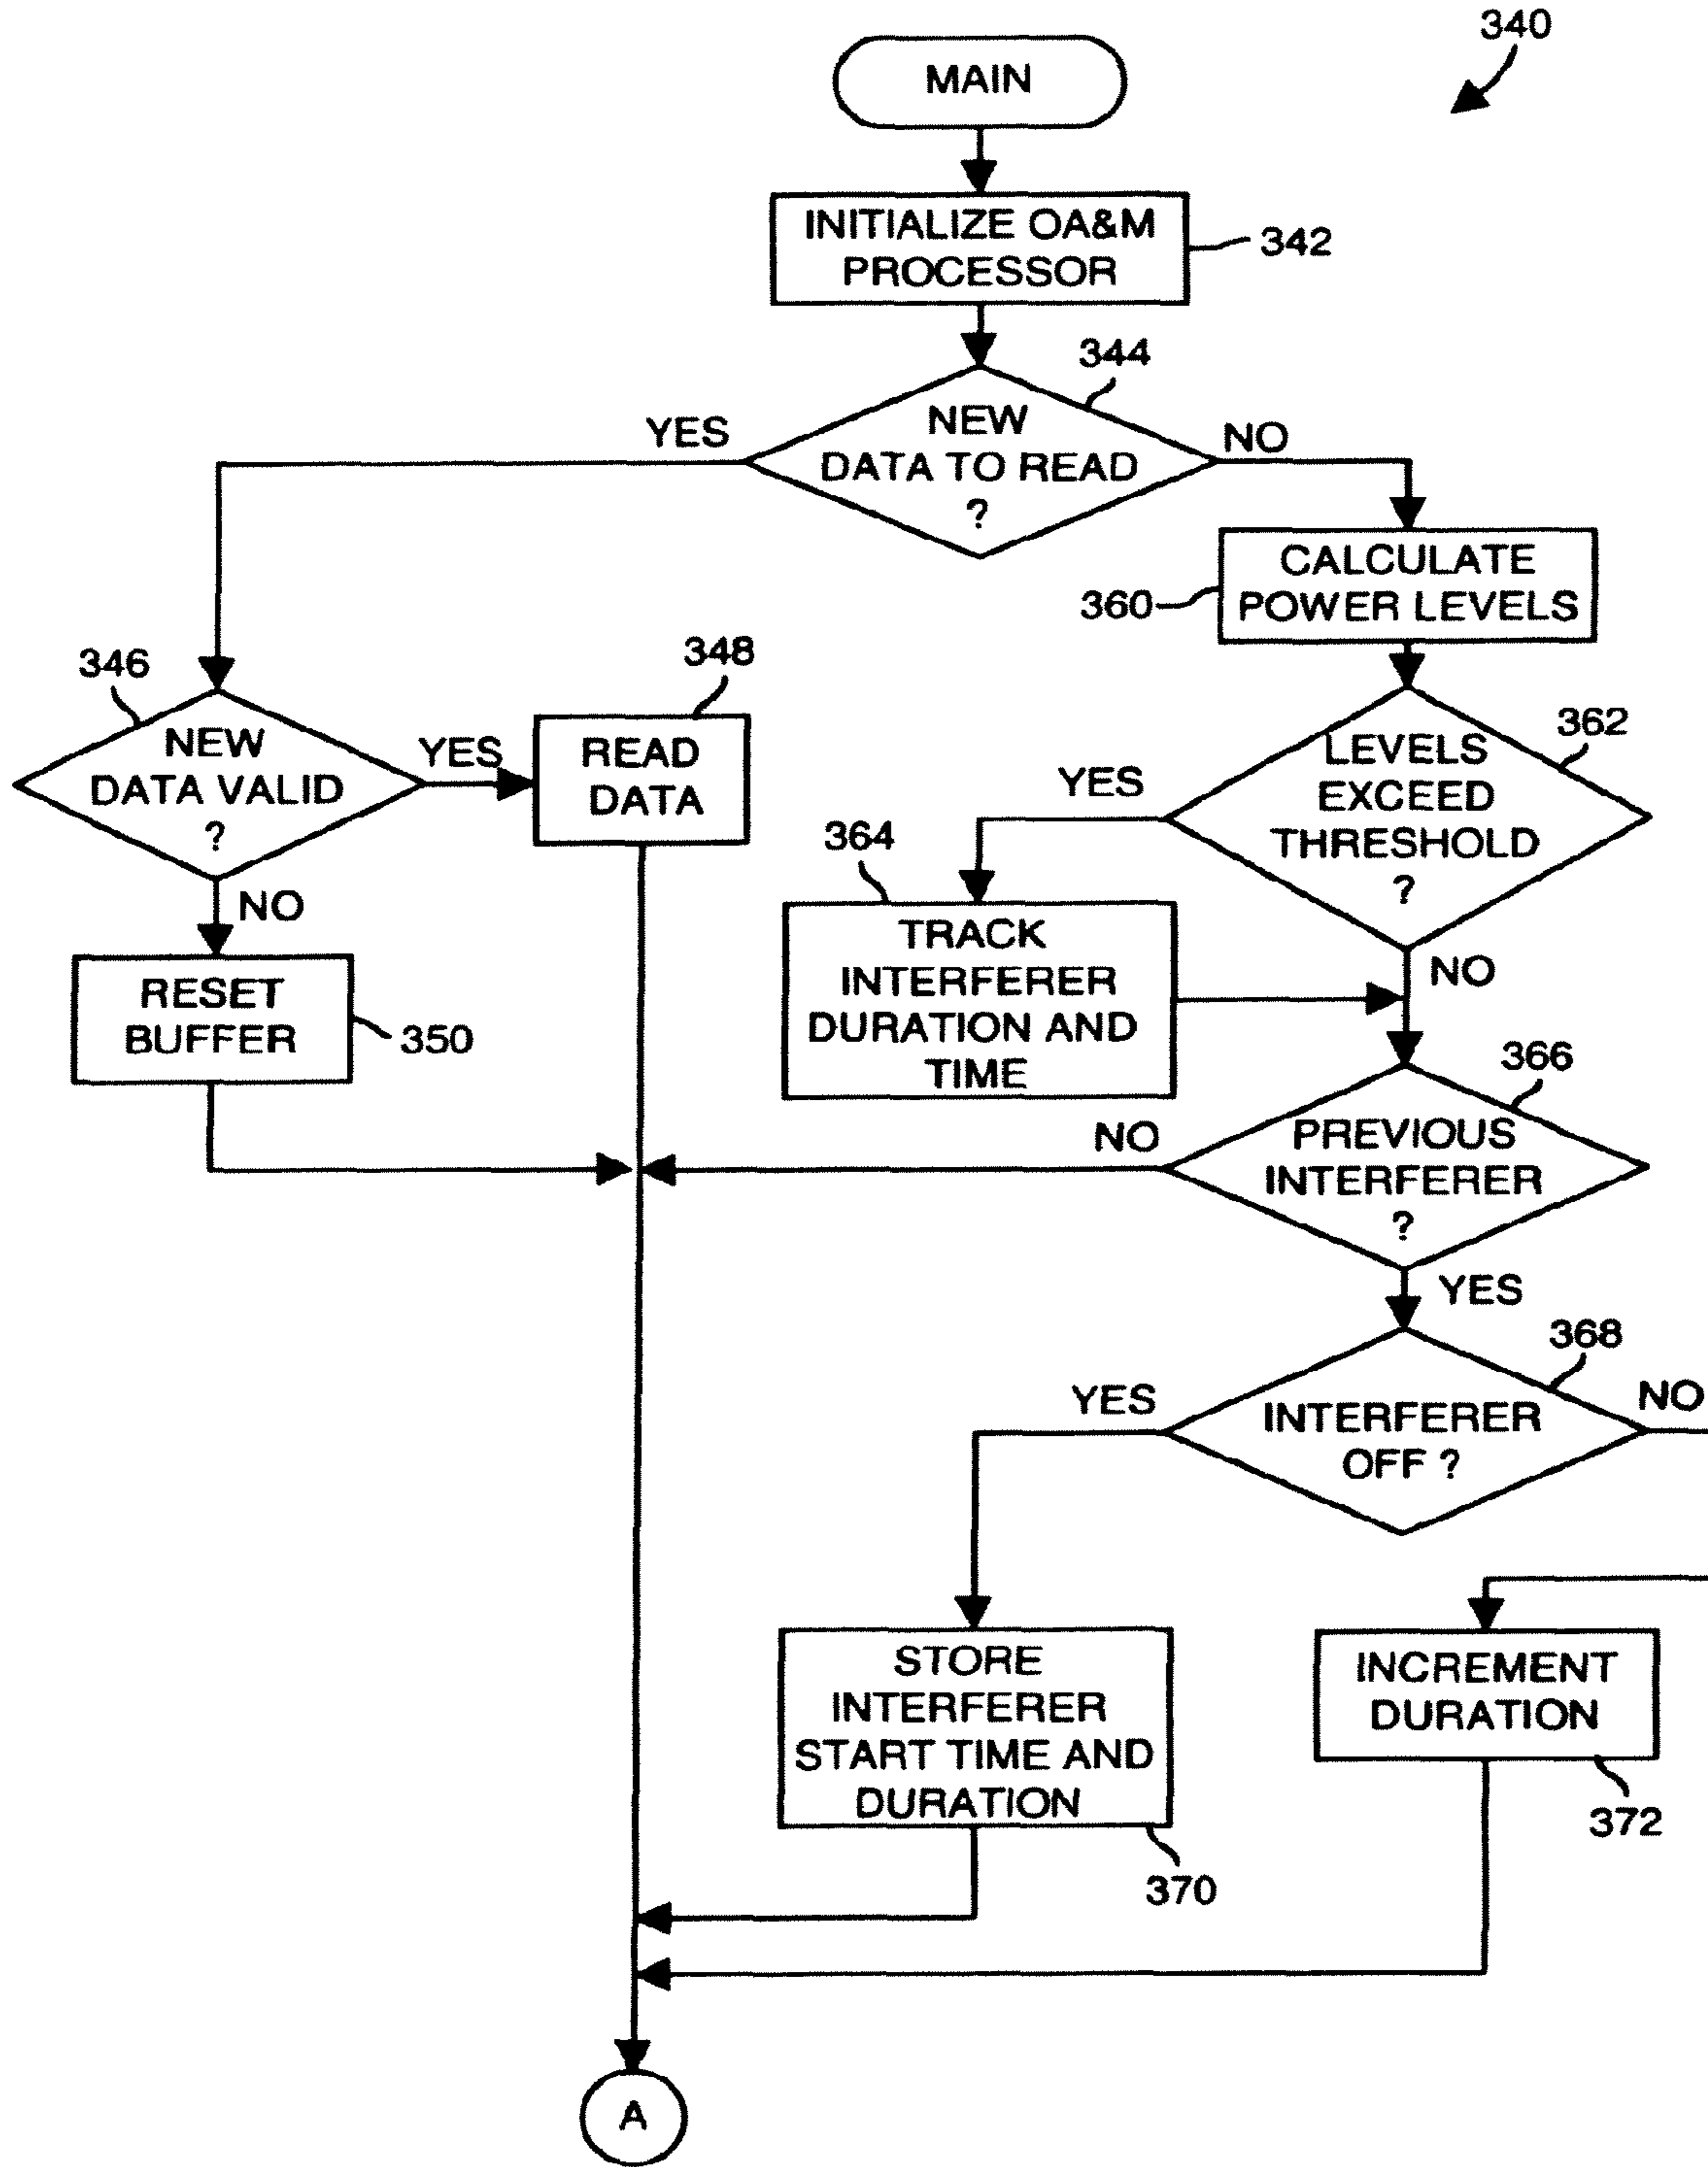 340
MAIN
INITIALIZE OA&M
PROCESSOR
342
344
NEW
DATA TO READ
?
YES
NO
CALCULATE
POWER LEVELS
360
346
NEW
DATA VALID
?
YES
348
READ
DATA
NO
RESET
BUFFER
350
362
LEVELS
EXCEED
THRESHOLD
?
YES
NO
364
TRACK
INTERFERER
DURATION AND
TIME
366
PREVIOUS
INTERFERER
?
NO
YES
368
INTERFERER
OFF ?
YES
NO
STORE
INTERFERER
START TIME AND
DURATION
370
INCREMENT
DURATION
372
A